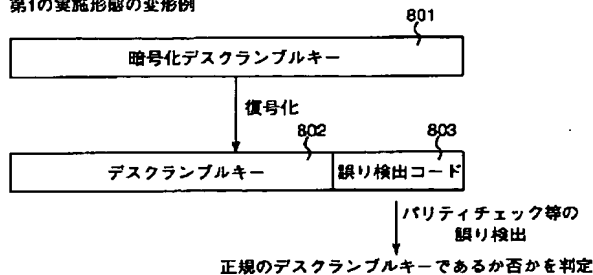 第1の実施形態の変形例
801
暗号化デスクランブルキー
復号化
802
803
デスクランブルキー
誤り検出コード
パリティチェック等の
誤り検出
正規のデスクランブルキーであるか否かを判定